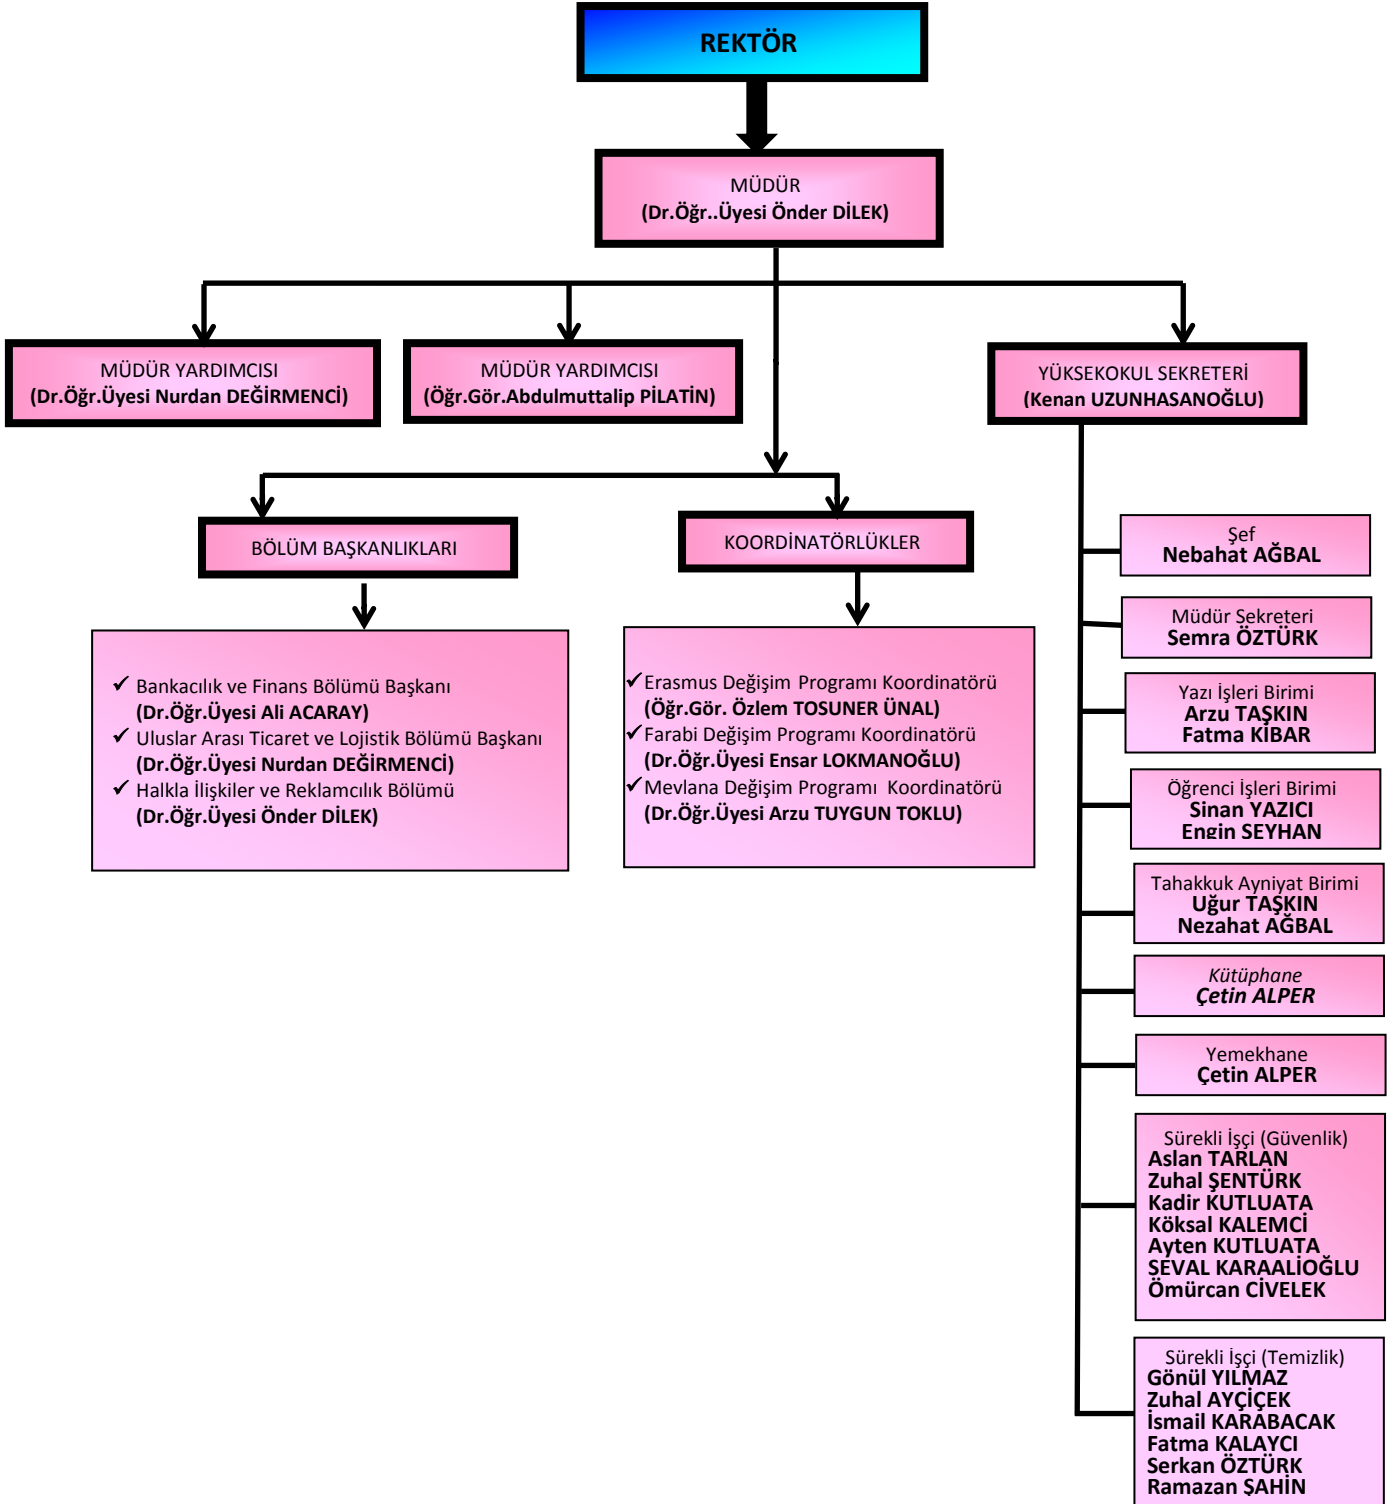 REKTÖR
MÜDÜR
(Dr.Öğr..Üyesi Önder DİLEK)
MÜDÜR YARDIMCISI
(Dr.Öğr.Üyesi Nurdan DEĞİRMENCİ)
MÜDÜR YARDIMCISI
(Öğr.Gör.Abdulmuttalip PİLATİN)
YÜKSEKOKUL SEKRETERİ
(Kenan UZUNHASANOĞLU)
BÖLÜM BAŞKANLIKLARI
✓ Bankacılık ve Finans Bölümü Başkanı
(Dr.Öğr.Üyesi Ali ACARAY)
✓ Uluslar Arası Ticaret ve Lojistik Bölümü Başkanı
(Dr.Öğr.Üyesi Nurdan DEĞİRMENCİ)
✓ Halkla İlişkiler ve Reklamcılık Bölümü
(Dr.Öğr.Üyesi Önder DİLEK)
KOORDİNATÖRLÜKLER
✓ Erasmus Değişim Programı Koordinatörü
(Öğr.Gör. Özlem TOSUNER ÜNAL)
✓ Farabi Değişim Programı Koordinatörü
(Dr.Öğr.Üyesi Ensar LOKMANOĞLU)
✓ Mevlana Değişim Programı Koordinatörü
(Dr.Öğr.Üyesi Arzu TUYGUN TOKLU)
Şef
Nebahat AĞBAL
Müdür Sekreteri
Semra ÖZTÜRK
Yazı İşleri Birimi
Arzu TAŞKIN
Fatma KİBAR
Öğrenci İşleri Birimi
Sinan YAZICI
Engin SEYHAN
Tahakkuk Ayniyat Birimi
Uğur TAŞKIN
Nezahat AĞBAL
Kütüphane
Çetin ALPER
Yemekhane
Çetin ALPER
Sürekli İşçi (Güvenlik)
Aslan TARLAN
Zuhal ŞENTÜRK
Kadir KUTLUATA
Köksal KALEMCİ
Ayten KUTLUATA
SEVAL KARAALİOĞLU
Ömürcan CİVELEK
Sürekli İşçi (Temizlik)
Gönül YILMAZ
Zuhal AYÇİÇEK
İsmail KARABACAK
Fatma KALAYCI
Serkan ÖZTÜRK
Ramazan ŞAHİN